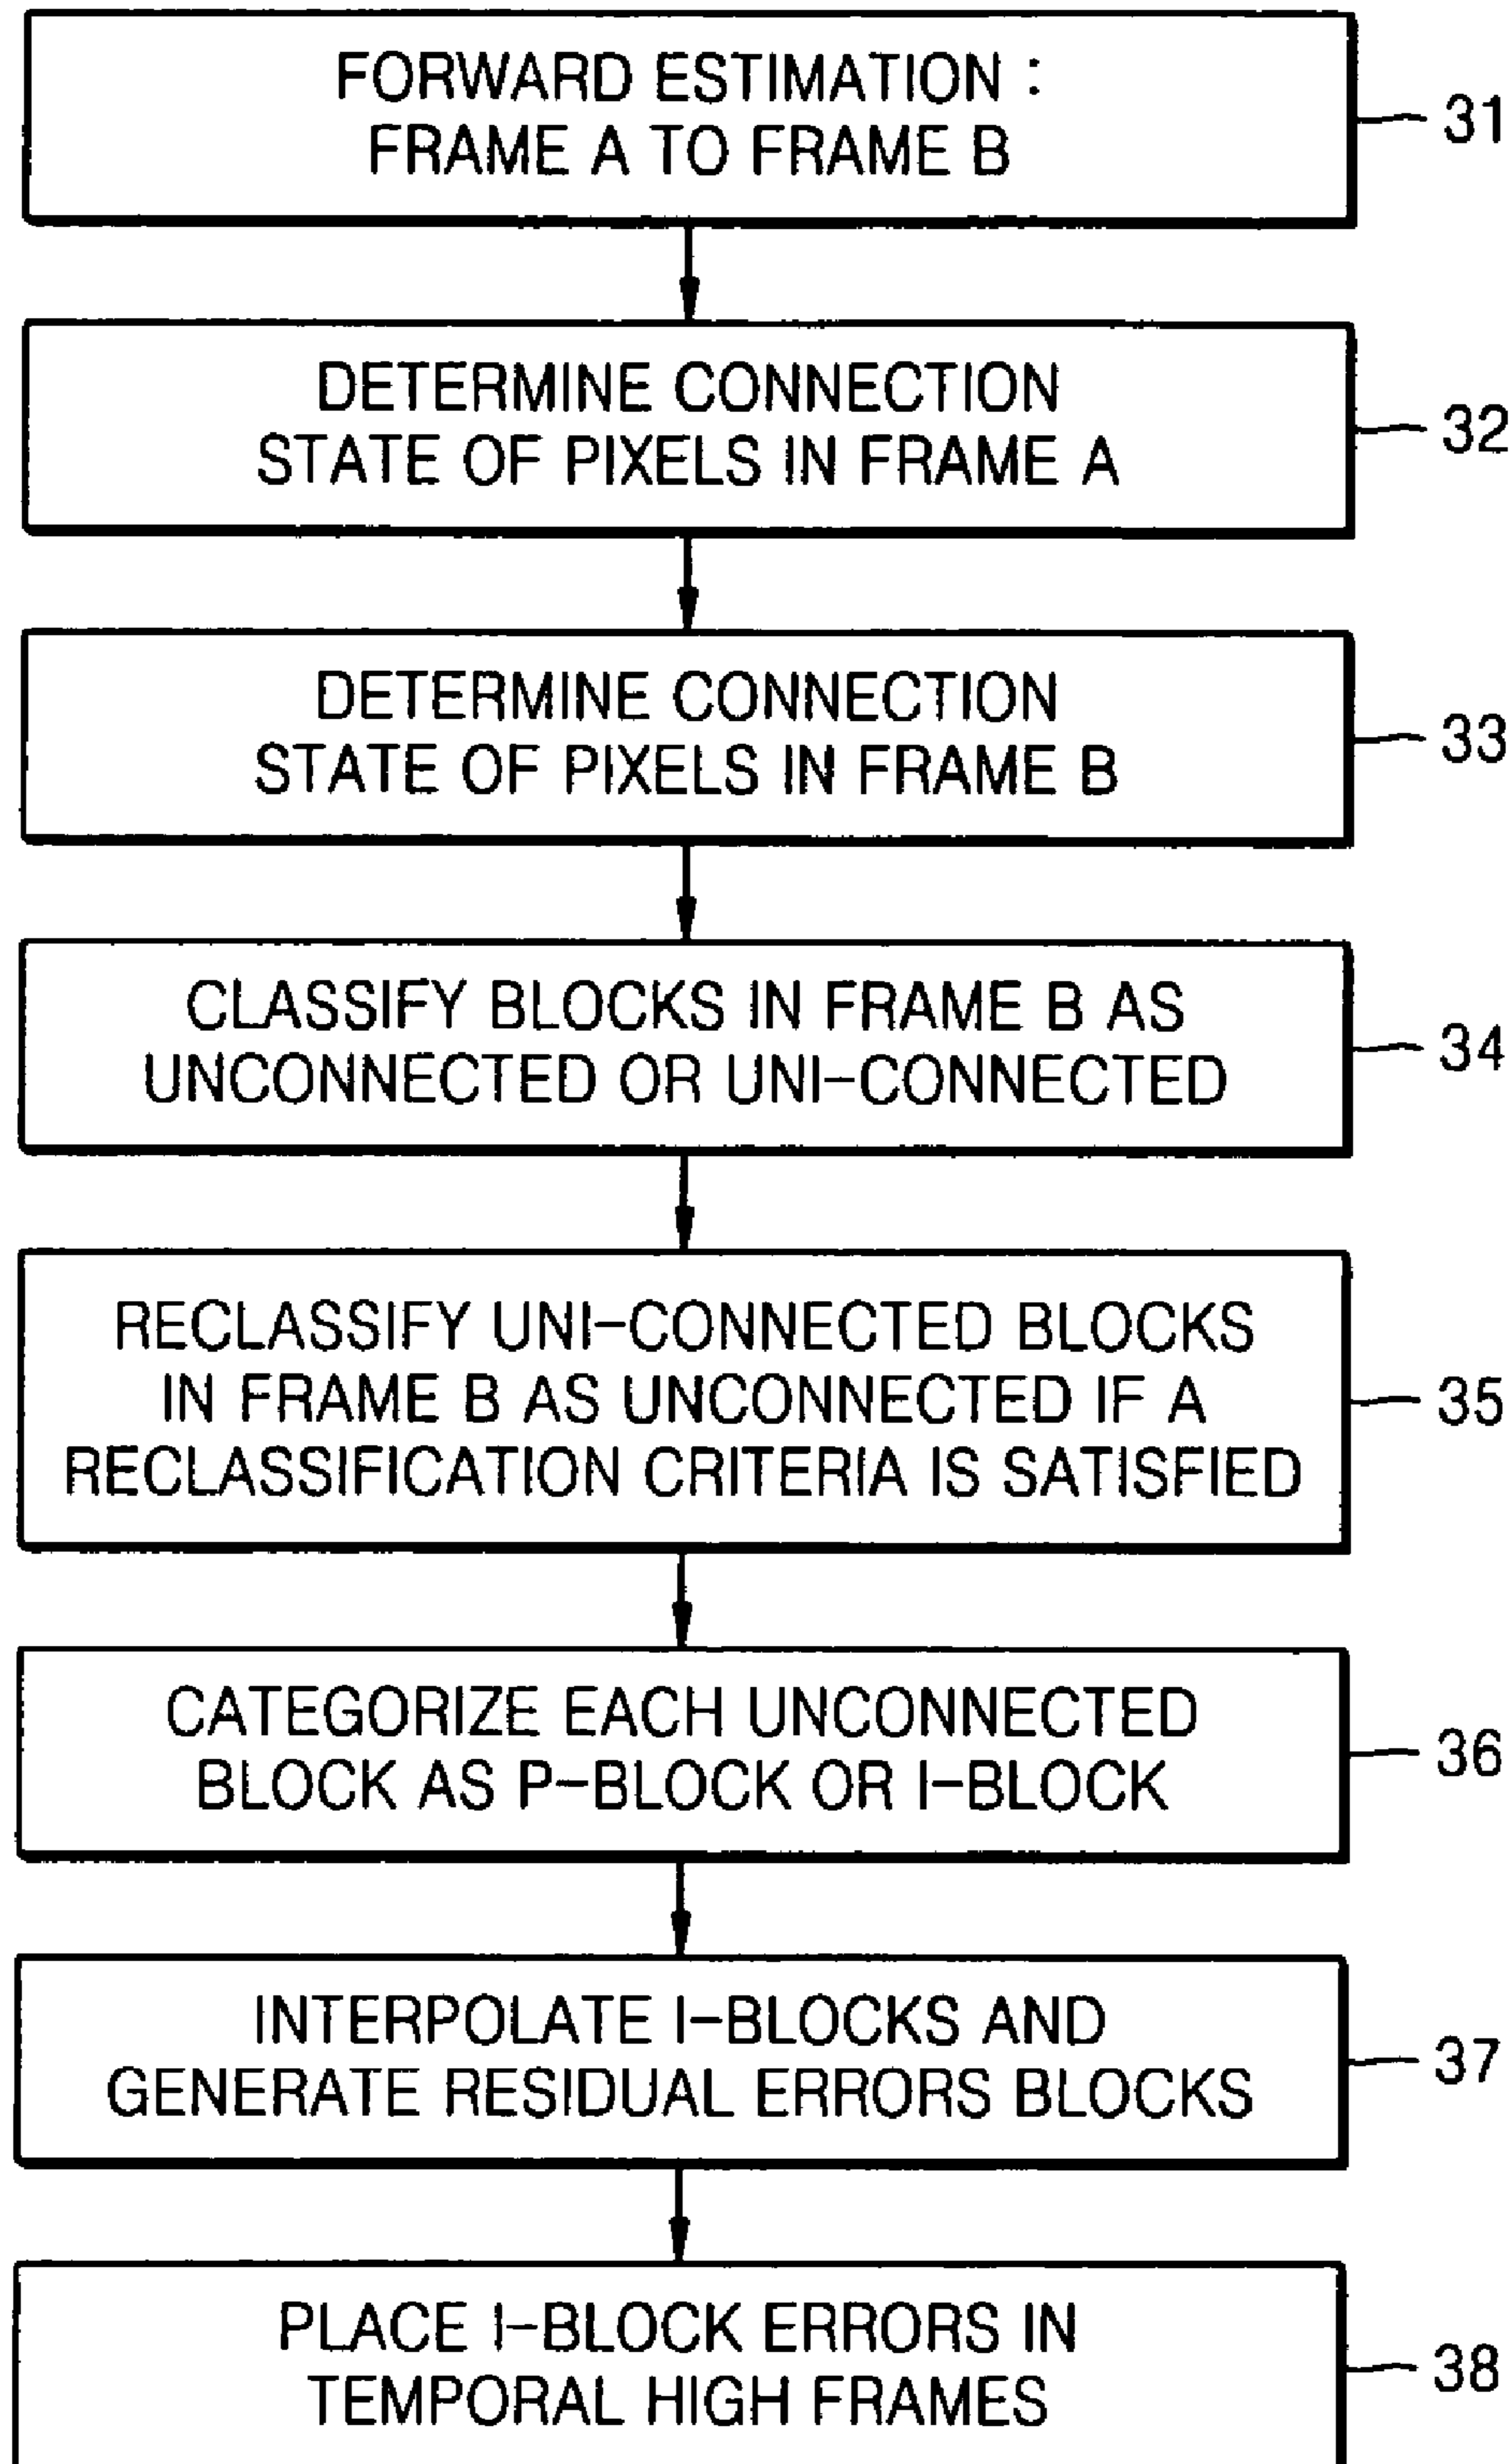 FORWARD ESTIMATION :
FRAME A TO FRAME B
31
DETERMINE CONNECTION
STATE OF PIXELS IN FRAME A
32
DETERMINE CONNECTION
STATE OF PIXELS IN FRAME B
33
CLASSIFY BLOCKS IN FRAME B AS
UNCONNECTED OR UNI-CONNECTED
34
RECLASSIFY UNI-CONNECTED BLOCKS
IN FRAME B AS UNCONNECTED IF A
RECLASSIFICATION CRITERIA IS SATISFIED
35
CATEGORIZE EACH UNCONNECTED
BLOCK AS P-BLOCK OR I-BLOCK
36
INTERPOLATE I-BLOCKS AND
GENERATE RESIDUAL ERRORS BLOCKS
37
PLACE I-BLOCK ERRORS IN
TEMPORAL HIGH FRAMES
38